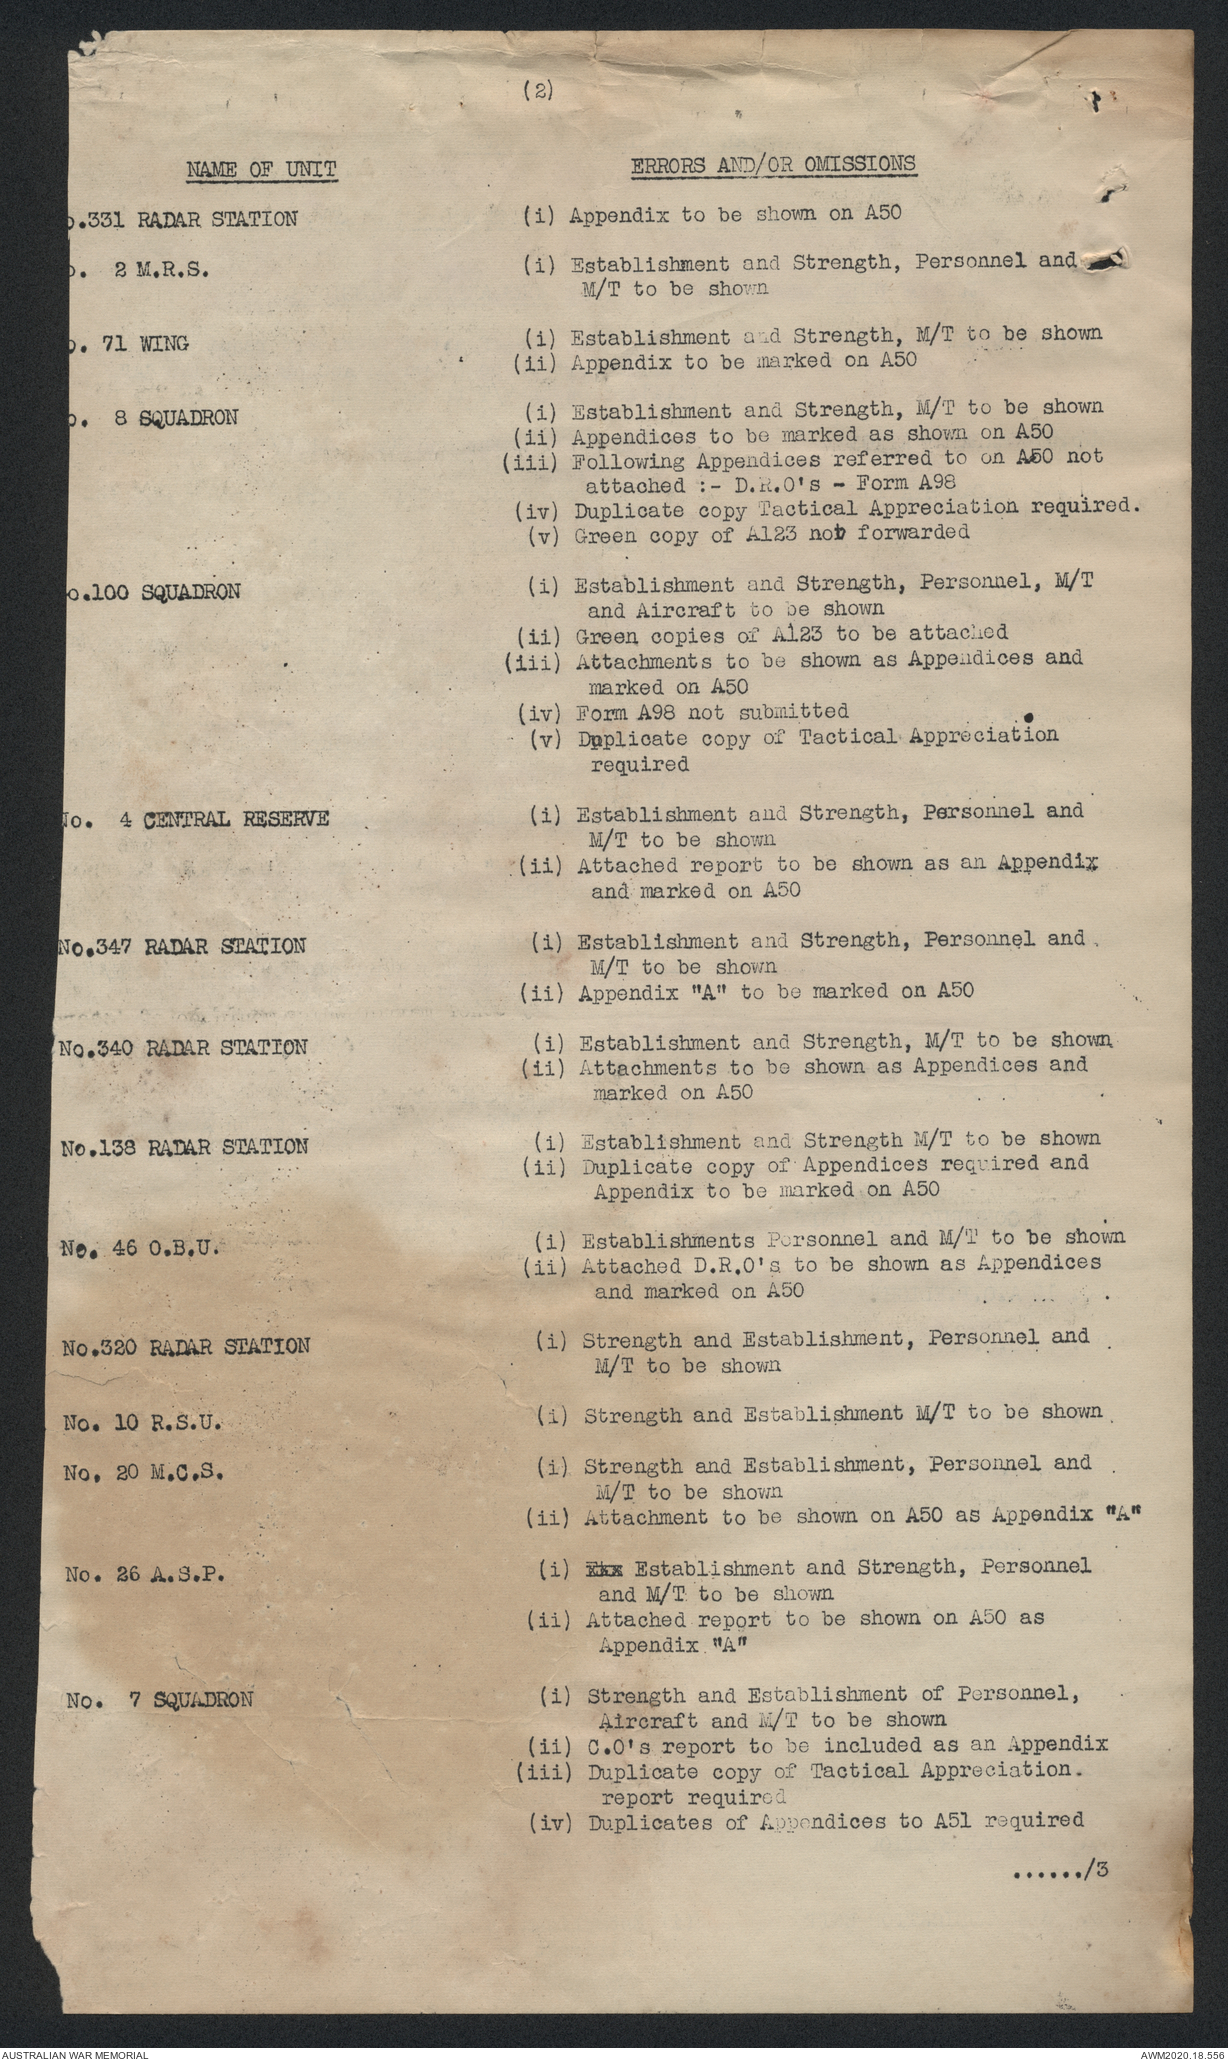 (2)
NAME OF UNIT ERRORS AND/OR OMISSIONS
o.331 RADAR STATION (i) Appendix to be shown on A50
o. 2 M.R.S. (i) Establishment and Strength, Personnel and
M/T to be shown
o. 71 WING (i) Establishment and Strength, M/T to be shown
(ii) Appendix to be marked on A50
o. 8 SQUADRON (i) Establishment and Strength, M/T to be shown
(ii) Appendices to be marked as shown on A50
(iii) Following Appendices referred to on A50 not
attached :- D.R.O's - Form A98
(iv) Duplicate copy Tactical Appreciation required.
(v) Green copy of A123 not forwarded
o.100 SQUADRON (i) Establishment and Strength, Personnel, M/T
and Aircraft to be shown
(ii) Green copies of A123 to be attached
(iii) Attachments to be shown as Appendices and
marked on A50
(iv) Form A98 not submitted
(v) Duplicate copy of Tactical Appreciation
required
No. 4 CENTRAL RESERVE (i) Establishment and Strength, Personnel and
M/T to be shown
(ii) Attached report to be shown as an Appendix
and marked on A50
No.347 RADAR STATION (i) Establishment and Strength, Personnel and
M/T to be shown
(ii) Appendix "A" to be marked on A50
No.340 RADAR STATION (i) Establishment and Strength, M/T to be shown
(ii) Attachments to be shown as Appendices and
marked on A50
No.138 RADAR STATION (i) Establishment and Strength M/T to be shown
(ii) Duplicate copy of Appendices required and
Appendix to be marked on A50
No. 46 O.B.U. (i) Establishments Personnel and M/T to be shown
(ii) Attached D.R.O's to be shown as Appendices
and marked on A50
No.320 RADAR STATION (i) Strength and Establishment, Personnel and
M/T to be shown
No. 10 R.S.U. (i) Strength and Establishment M/T to be shown
No. 20 M.C.S. (i) Strength and Establishment, Personnel and
M/T to be shown
(ii) Attachment to be shown on A50 as Appendix "A"
No. 26 A.S.P. (i) Establishment and Strength, Personnel
and M/T to be shown
(ii) Attached report to be shown on A50 as
Appendix "A"
No. 7 SQUADRON (i) Strength and Establishment of Personnel,
Aircraft and M/T to be shown
(ii) C.O's report to be included as an Appendix
(iii) Duplicate copy of Tactical Appreciation.
report required
(iv) Duplicates of Appendices to A51 required
....../3
AUSTRALIAN WAR MEMORIAL AWM2020.18.556